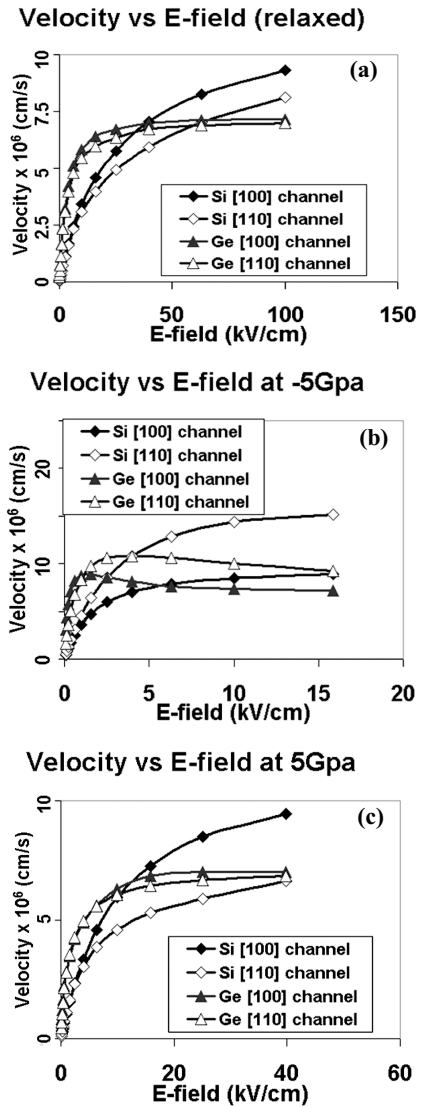 Velocity vs E-field (relaxed)
(a)
10
7.5
5
2.5
0
Velocity x 10⁶ (cm/s)
Si [100] channel
Si [110] channel
Ge [100] channel
Ge [110] channel
0 50 100 150
E-field (kV/cm)
Velocity vs E-field at -5Gpa
(b)
Si [100] channel
Si [110] channel
Ge [100] channel
Ge [110] channel
20
10
0
Velocity x 10⁶ (cm/s)
0 5 10 15 20
E-field (kV/cm)
Velocity vs E-field at 5Gpa
(c)
10
5
0
Velocity x 10⁶ (cm/s)
Si [100] channel
Si [110] channel
Ge [100] channel
Ge [110] channel
0 20 40 60
E-field (kV/cm)